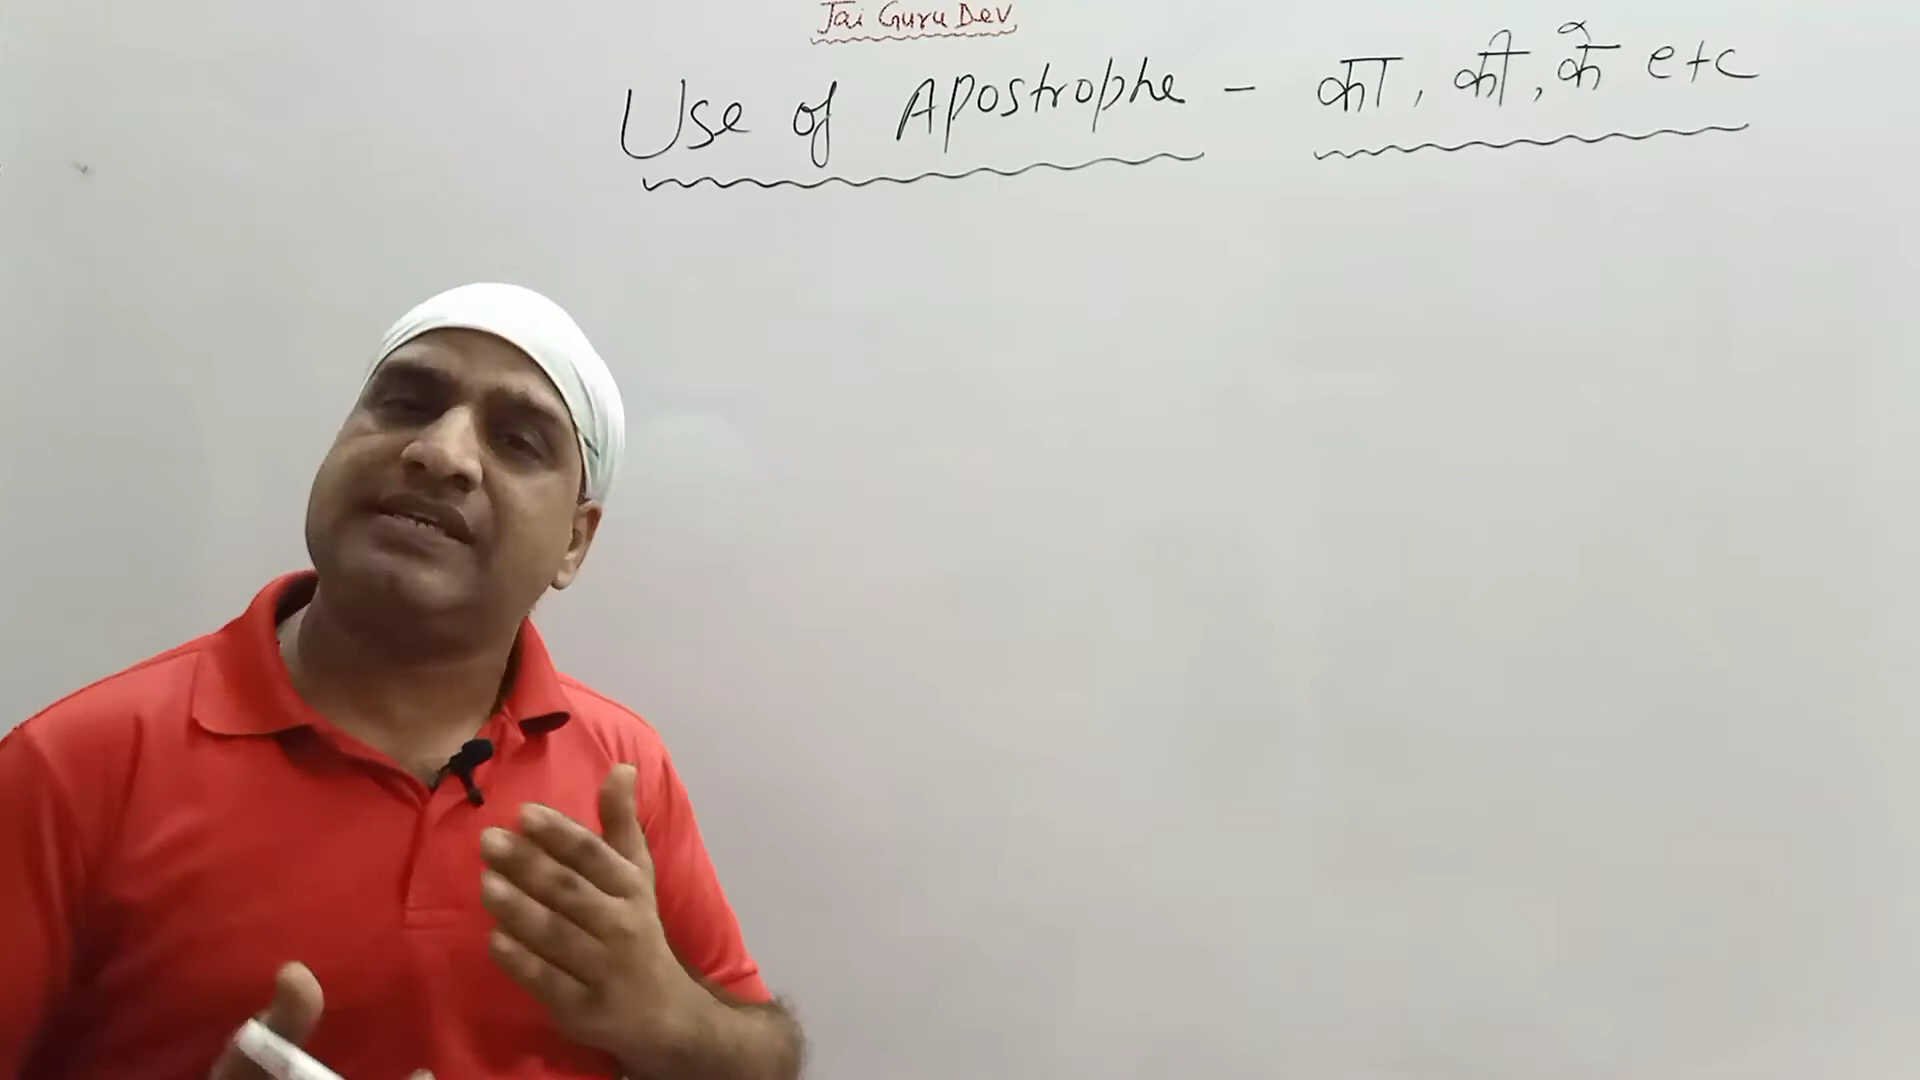 Jai Guru Dev
Use of Apostrophe - का, की, के etc